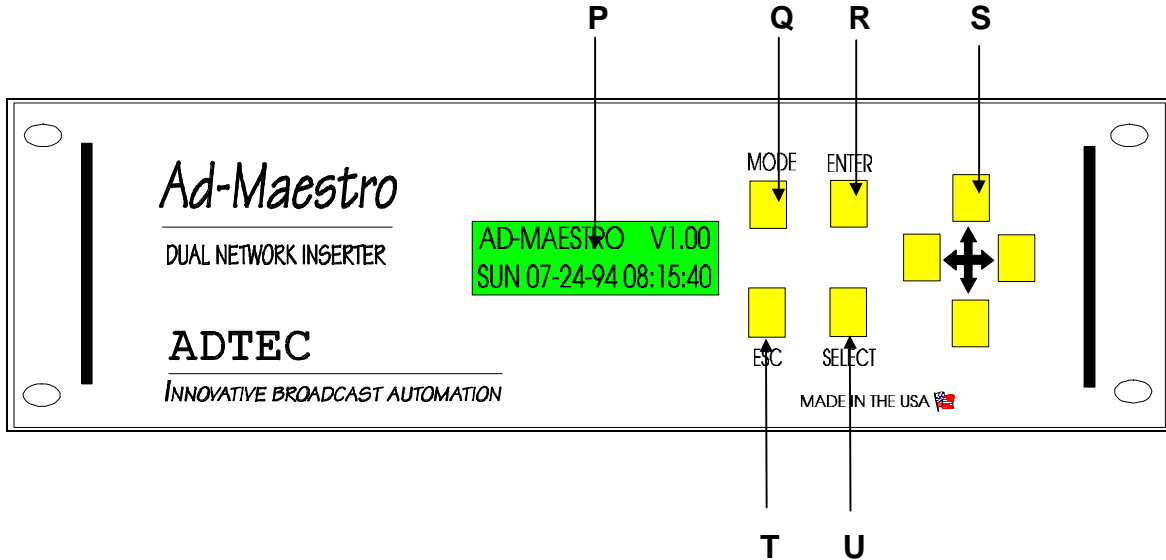 P Q R S
MODE ENTER
Ad-Maestro
DUAL NETWORK INSERTER
AD-MAESTRO V1.00
SUN 07-24-94 08:15:40
ADTEC
ESC SELECT
INNOVATIVE BROADCAST AUTOMATION
MADE IN THE USA
T U